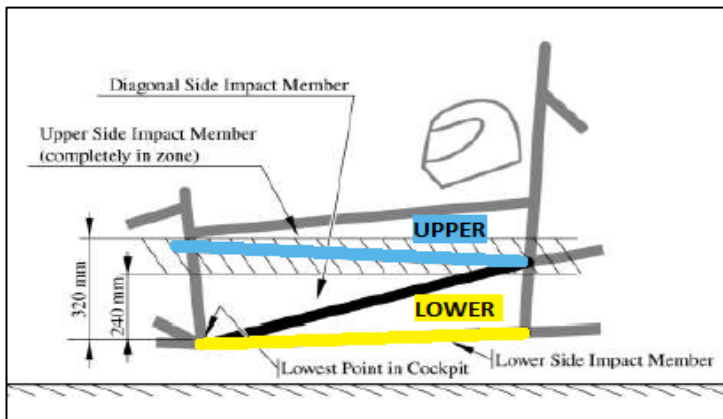 Diagonal Side Impact Member
Upper Side Impact Member
(completely in zone)
UPPER
320 mm
240 mm
LOWER
Lowest Point in Cockpit
Lower Side Impact Member